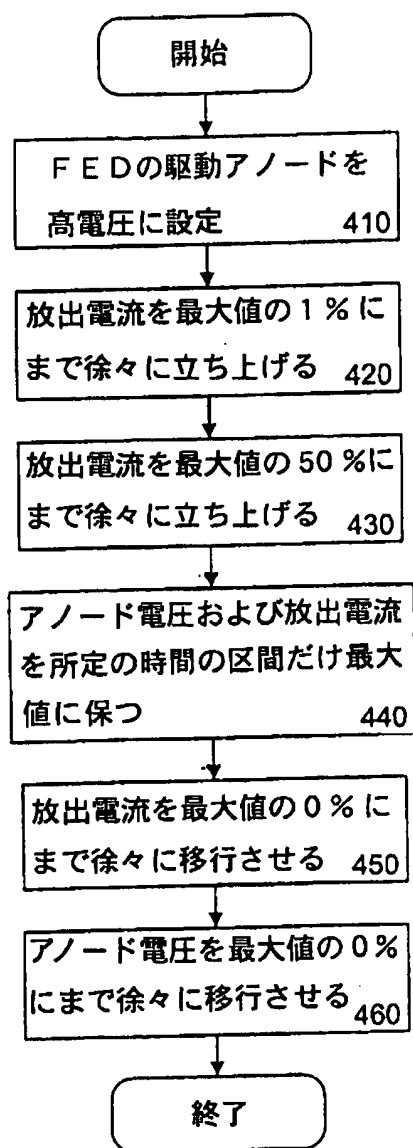 開始
FEDの駆動アノードを
高電圧に設定 410
放出電流を最大値の1%に
まで徐々に立ち上げる 420
放出電流を最大値の50%に
まで徐々に立ち上げる 430
アノード電圧および放出電流
を所定の時間の区間だけ最大
値に保つ 440
放出電流を最大値の0%に
まで徐々に移行させる 450
アノード電圧を最大値の0%
にまで徐々に移行させる 460
終了